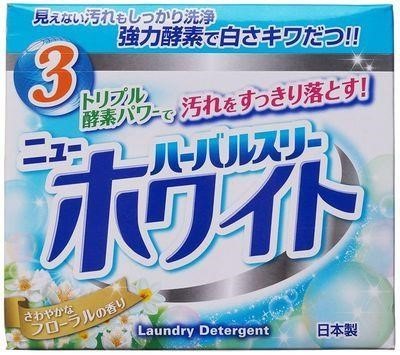 見えない汚れもしっかり洗浄
強力酵素で白さキワだつ!!
3
トリプル
酵素パワーで
汚れをすっきり落とす!
ニュー
ハーバルスリー
ホワイト
さわやかな
フローラルの香り
Laundry Detergent
日本製